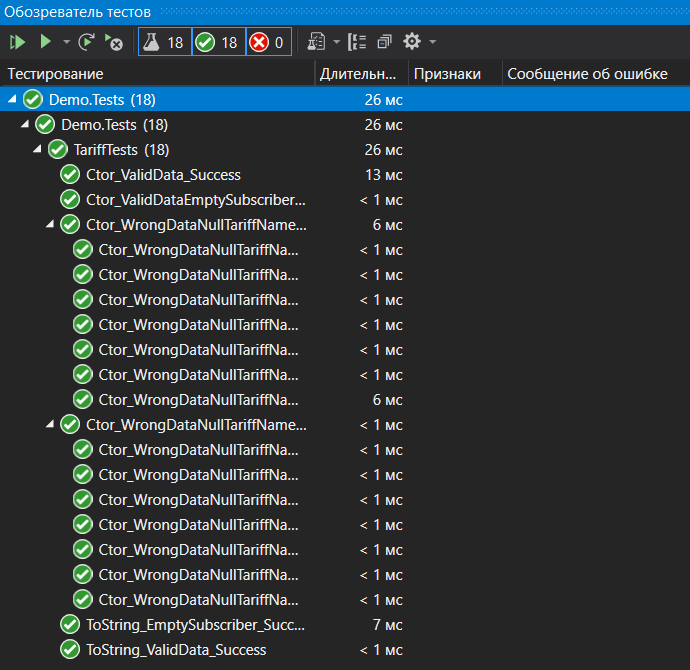 Обозреватель тестов
18 18 0
Тестирование Длительн... Признаки Сообщение об ошибке
Demo.Tests (18) 26 мс
Demo.Tests (18) 26 мс
TariffTests (18) 26 мс
Ctor_ValidData_Success 13 мс
Ctor_ValidDataEmptySubscriber... < 1 мс
Ctor_WrongDataNullTariffName... 6 мс
Ctor_WrongDataNullTariffNa... < 1 мс
Ctor_WrongDataNullTariffNa... < 1 мс
Ctor_WrongDataNullTariffNa... < 1 мс
Ctor_WrongDataNullTariffNa... < 1 мс
Ctor_WrongDataNullTariffNa... < 1 мс
Ctor_WrongDataNullTariffNa... < 1 мс
Ctor_WrongDataNullTariffNa... 6 мс
Ctor_WrongDataNullTariffName... < 1 мс
Ctor_WrongDataNullTariffNa... < 1 мс
Ctor_WrongDataNullTariffNa... < 1 мс
Ctor_WrongDataNullTariffNa... < 1 мс
Ctor_WrongDataNullTariffNa... < 1 мс
Ctor_WrongDataNullTariffNa... < 1 мс
Ctor_WrongDataNullTariffNa... < 1 мс
Ctor_WrongDataNullTariffNa... < 1 мс
ToString_EmptySubscriber_Succ... 7 мс
ToString_ValidData_Success < 1 мс